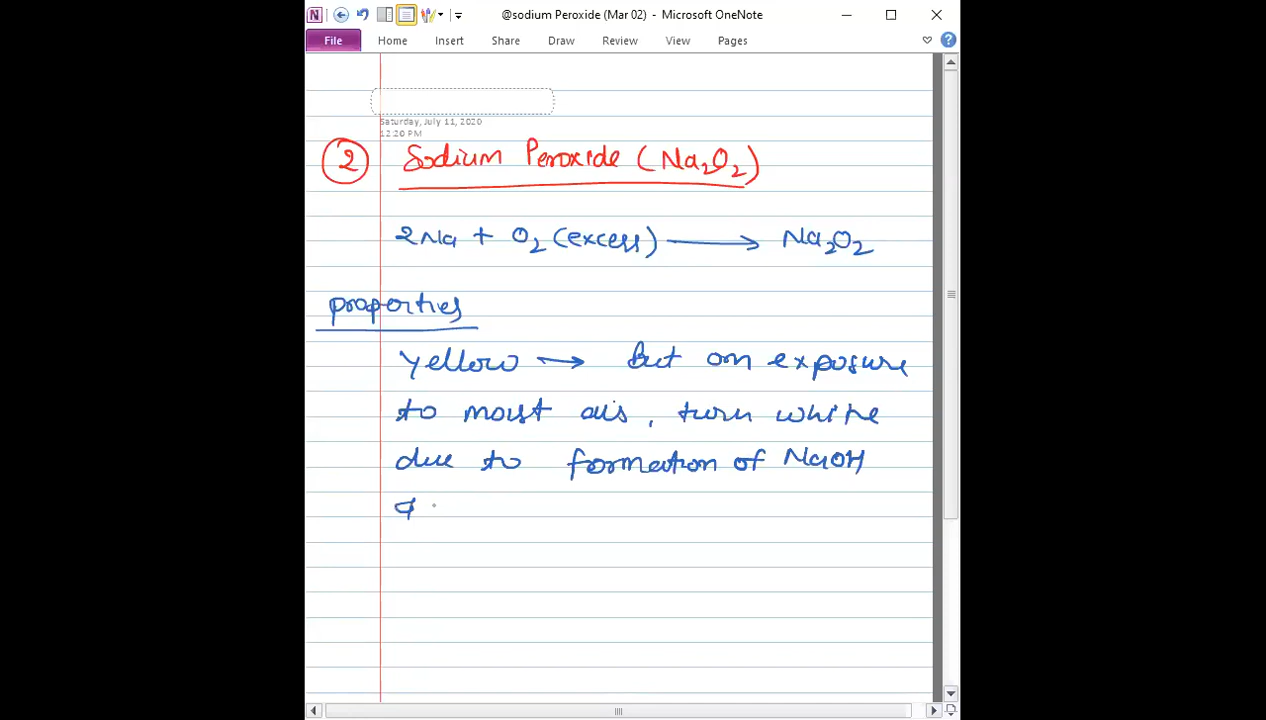 @sodium Peroxide (Mar 02) - Microsoft OneNote
File Home Insert Share Draw Review View Pages
Saturday, July 11, 2020
12:20 PM
② Sodium Peroxide (Na₂O₂)
2Na + O₂ (excess) ⟶ Na₂O₂
properties
yellow → But on exposure
to moist air, turn white
due to formation of NaOH
&